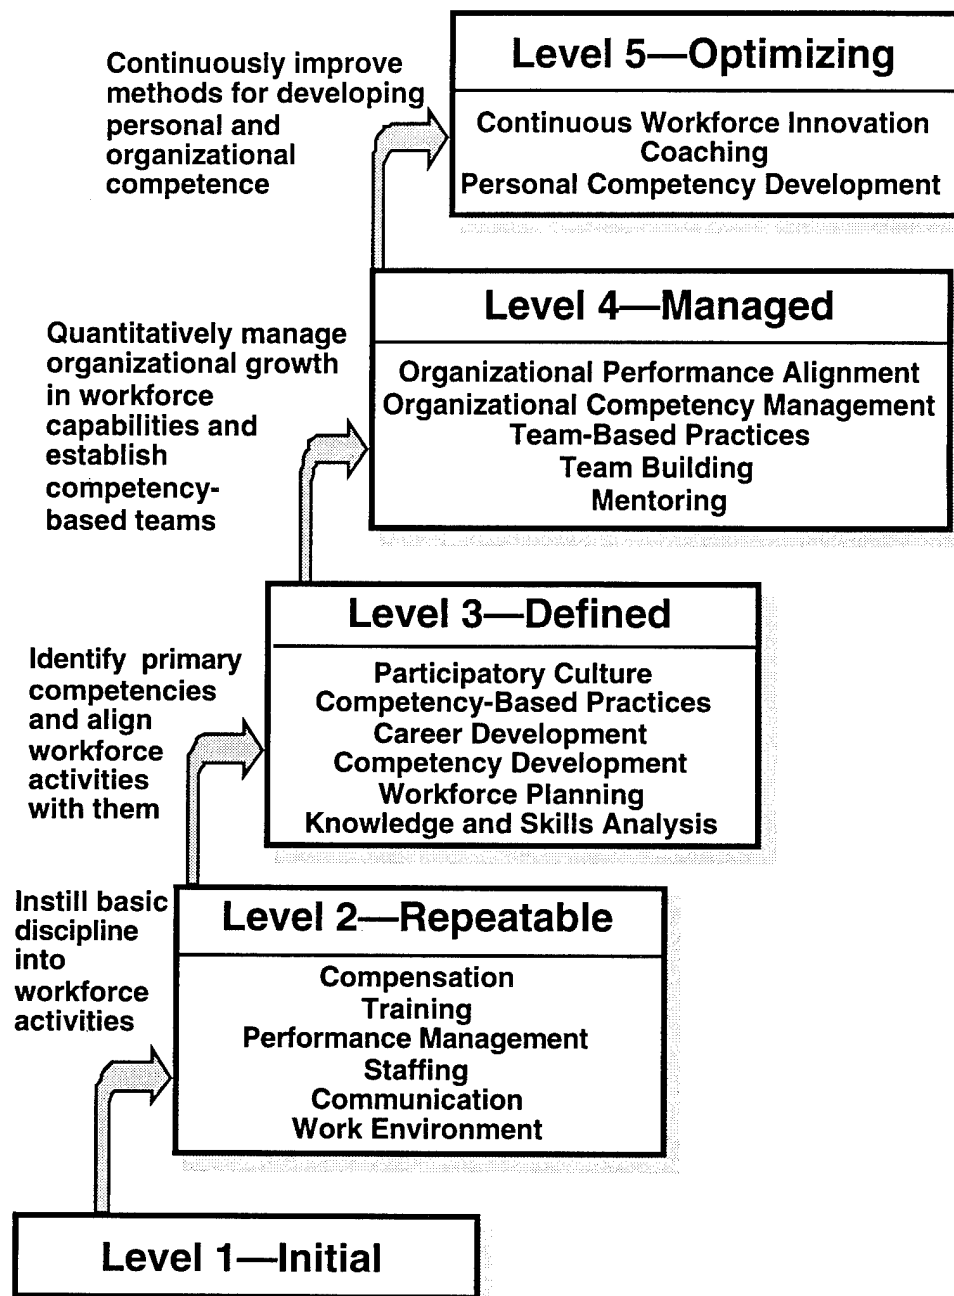 Level 5—Optimizing
Continuous Workforce Innovation
Coaching
Personal Competency Development
Continuously improve
methods for developing
personal and
organizational
competence
Level 4—Managed
Organizational Performance Alignment
Organizational Competency Management
Team-Based Practices
Team Building
Mentoring
Quantitatively manage
organizational growth
in workforce
capabilities and
establish
competency-
based teams
Level 3—Defined
Participatory Culture
Competency-Based Practices
Career Development
Competency Development
Workforce Planning
Knowledge and Skills Analysis
Identify primary
competencies
and align
workforce
activities
with them
Level 2—Repeatable
Compensation
Training
Performance Management
Staffing
Communication
Work Environment
Instill basic
discipline
into
workforce
activities
Level 1—Initial